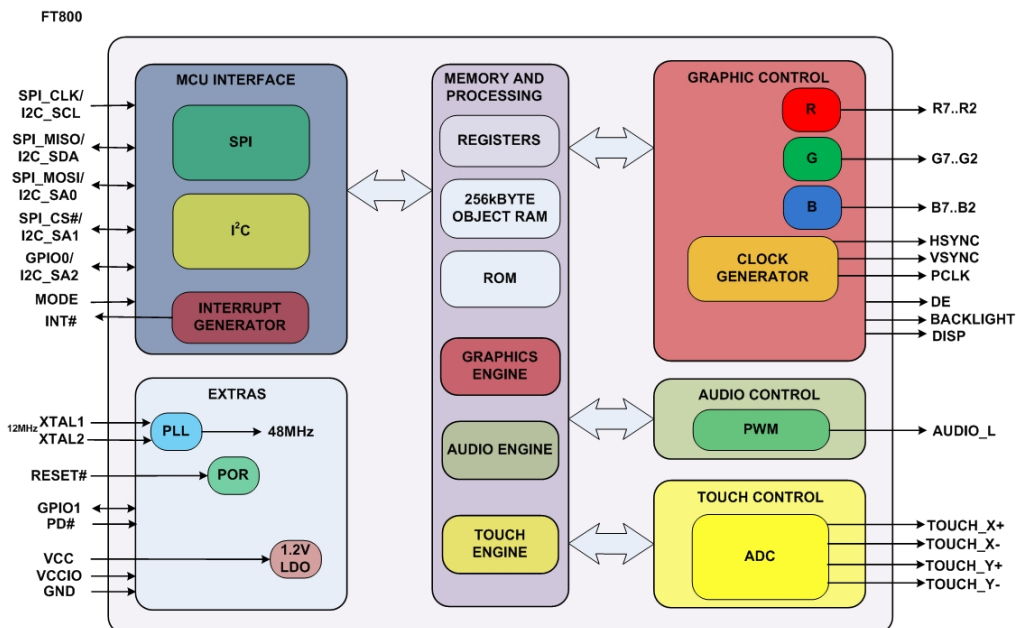 FT800
MCU INTERFACE
SPI
I²C
INTERRUPT
GENERATOR
SPI_CLK/
I2C_SCL
SPI_MISO/
I2C_SDA
SPI_MOSI/
I2C_SA0
SPI_CS#/
I2C_SA1
GPIO0/
I2C_SA2
MODE
INT#
EXTRAS
12MHz
XTAL1
XTAL2
PLL
48MHz
RESET#
POR
GPIO1
PD#
VCC
VCCIO
GND
1.2V
LDO
MEMORY AND
PROCESSING
REGISTERS
256kBYTE
OBJECT RAM
ROM
GRAPHICS
ENGINE
AUDIO ENGINE
TOUCH
ENGINE
GRAPHIC CONTROL
R
G
B
CLOCK
GENERATOR
R7..R2
G7..G2
B7..B2
HSYNC
VSYNC
PCLK
DE
BACKLIGHT
DISP
AUDIO CONTROL
PWM
AUDIO_L
TOUCH CONTROL
ADC
TOUCH_X+
TOUCH_X-
TOUCH_Y+
TOUCH_Y-